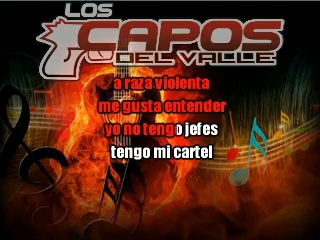 LOS
CAPOS
DEL VALLE
a raza violenta
me gusta entender
yo no tengo jefes
tengo mi cartel